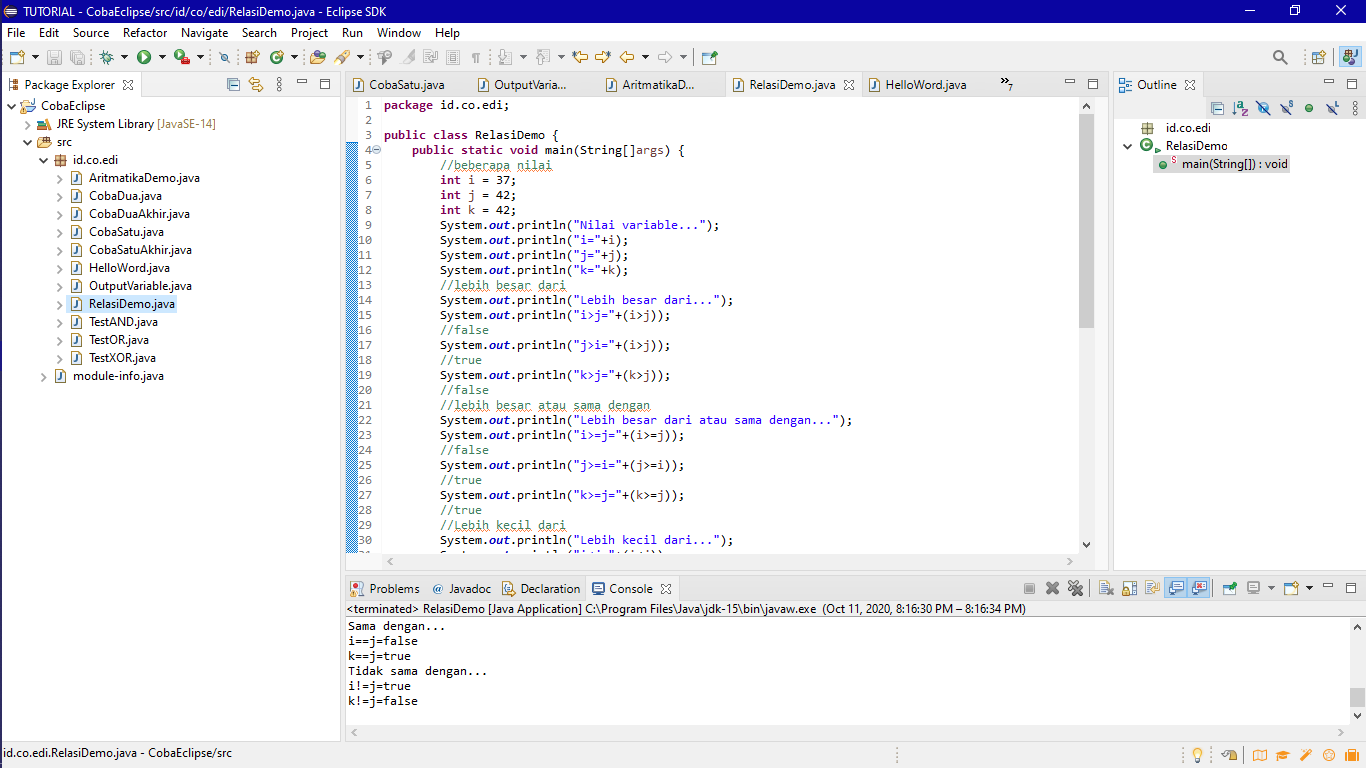 TUTORIAL - CobaEclipse/src/id/co/edi/RelasiDemo.java - Eclipse SDK
File Edit Source Refactor Navigate Search Project Run Window Help
Package Explorer
CobaEclipse
JRE System Library [JavaSE-14]
src
id.co.edi
AritmatikaDemo.java
CobaDua.java
CobaDuaAkhir.java
CobaSatu.java
CobaSatuAkhir.java
HelloWord.java
OutputVariable.java
RelasiDemo.java
TestAND.java
TestOR.java
TestXOR.java
module-info.java
CobaSatu.java OutputVaria... AritmatikaD... RelasiDemo.java HelloWord.java »7
1 package id.co.edi;
2
3 public class RelasiDemo {
4 public static void main(String[]args) {
5 //beberapa nilai
6 int i = 37;
7 int j = 42;
8 int k = 42;
9 System.out.println("Nilai variable...");
10 System.out.println("i="+i);
11 System.out.println("j="+j);
12 System.out.println("k="+k);
13 //lebih besar dari
14 System.out.println("Lebih besar dari...");
15 System.out.println("i>j="+(i>j));
16 //false
17 System.out.println("j>i="+(i>j));
18 //true
19 System.out.println("k>j="+(k>j));
20 //false
21 //lebih besar atau sama dengan
22 System.out.println("Lebih besar dari atau sama dengan...");
23 System.out.println("i>=j="+(i>=j));
24 //false
25 System.out.println("j>=i="+(j>=i));
26 //true
27 System.out.println("k>=j="+(k>=j));
28 //true
29 //Lebih kecil dari
30 System.out.println("Lebih kecil dari...");
Outline
id.co.edi
RelasiDemo
main(String[]) : void
Problems @ Javadoc Declaration Console
<terminated> RelasiDemo [Java Application] C:\Program Files\Java\jdk-15\bin\javaw.exe (Oct 11, 2020, 8:16:30 PM – 8:16:34 PM)
Sama dengan...
i==j=false
k==j=true
Tidak sama dengan...
i!=j=true
k!=j=false
id.co.edi.RelasiDemo.java - CobaEclipse/src